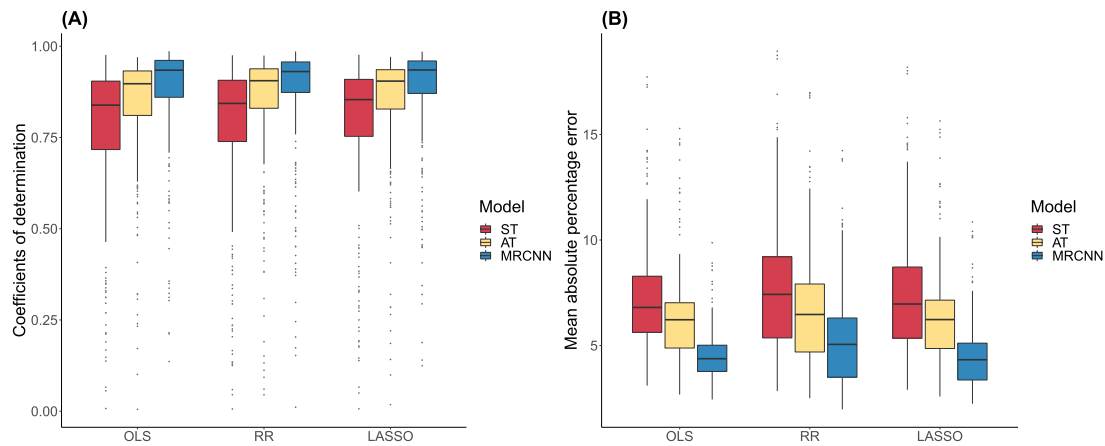 (A)
Coefficients of determination
1.00
0.75
0.50
0.25
0.00
OLS
RR
LASSO
Model
ST
AT
MRCNN
(B)
Mean absolute percentage error
15
10
5
OLS
RR
LASSO
Model
ST
AT
MRCNN